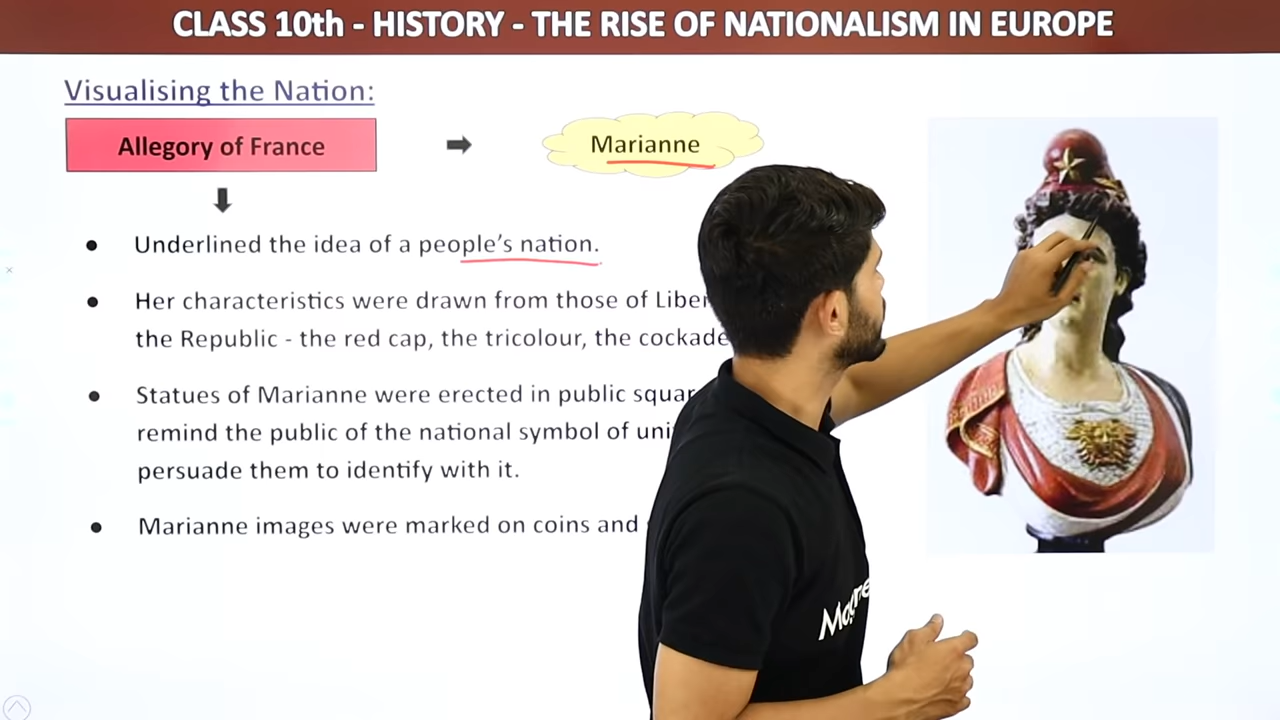 CLASS 10th - HISTORY - THE RISE OF NATIONALISM IN EUROPE
Visualising the Nation:
Allegory of France
Marianne
● Underlined the idea of a people's nation.
● Her characteristics were drawn from those of
the Republic - the red cap, the tricolour, the cockade
● Statues of Marianne were erected in public
remind the public of the national symbol of
persuade them to identify with it.
● Marianne images were marked on coins and